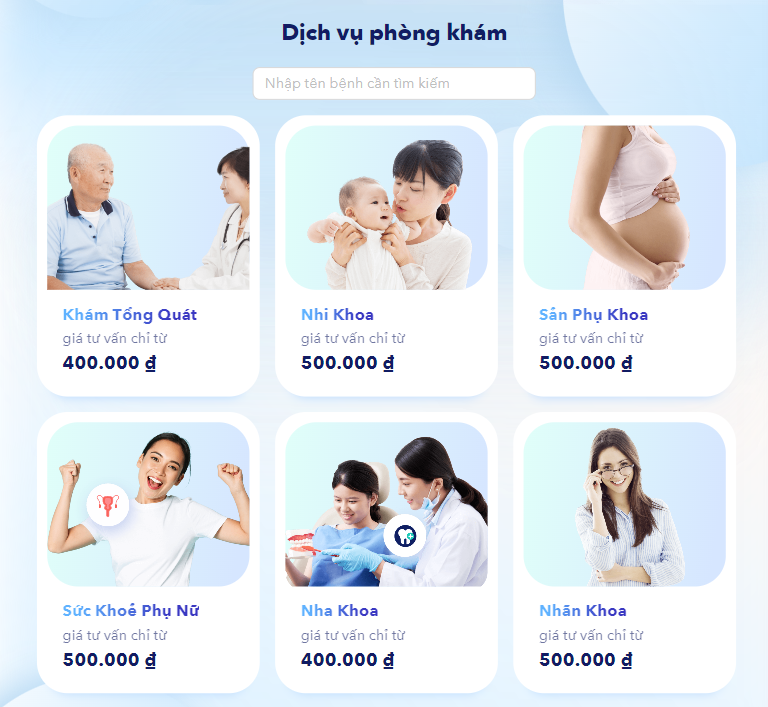 Dịch vụ phòng khám
Nhập tên bệnh cần tìm kiếm
Khám Tổng Quát
giá tư vấn chỉ từ
400.000 ₫
Nhi Khoa
giá tư vấn chỉ từ
500.000 ₫
Sản Phụ Khoa
giá tư vấn chỉ từ
500.000 ₫
Sức Khoẻ Phụ Nữ
giá tư vấn chỉ từ
500.000 ₫
Nha Khoa
giá tư vấn chỉ từ
400.000 ₫
Nhãn Khoa
giá tư vấn chỉ từ
500.000 ₫